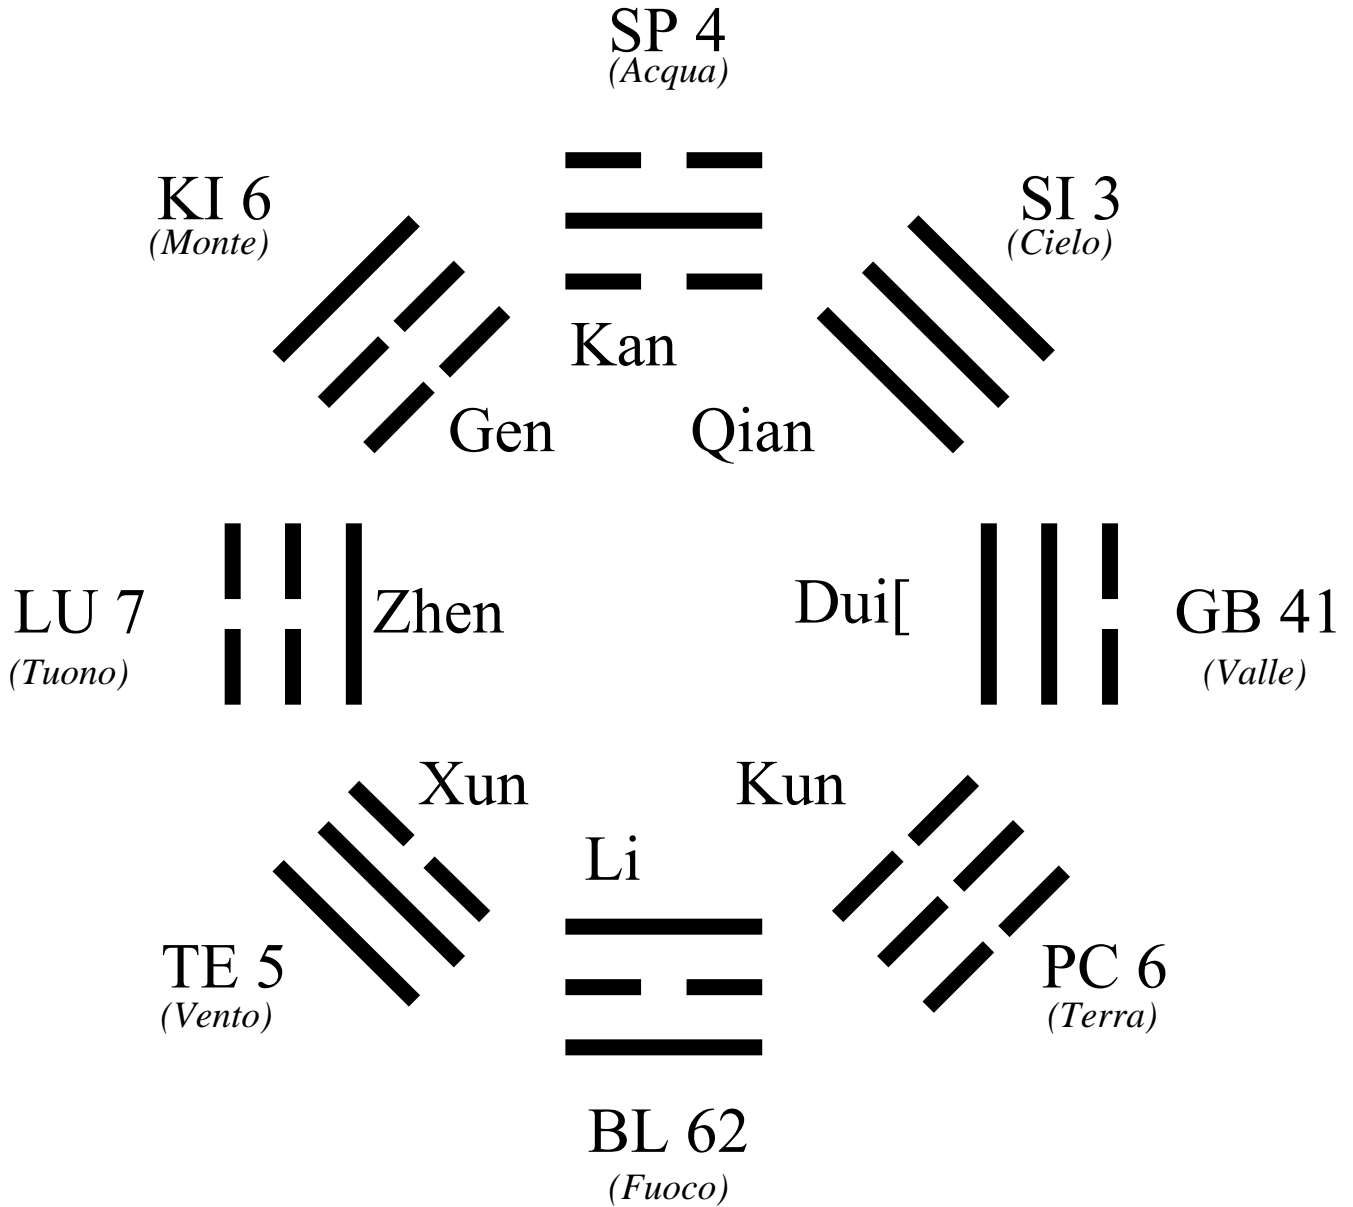 SP 4
(Acqua)
KI 6
(Monte)
SI 3
(Cielo)
Kan
Gen
Qian
LU 7
(Tuono)
Zhen
Dui[
GB 41
(Valle)
Xun
Kun
Li
TE 5
(Vento)
PC 6
(Terra)
BL 62
(Fuoco)